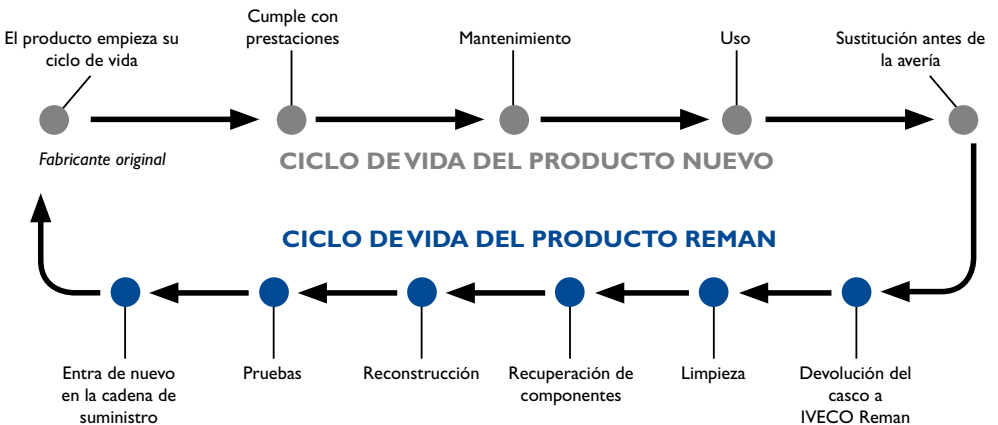 El producto empieza su
ciclo de vida
Cumple con
prestaciones
Mantenimiento
Uso
Sustitución antes de
la avería
Fabricante original
CICLO DE VIDA DEL PRODUCTO NUEVO
CICLO DE VIDA DEL PRODUCTO REMAN
Entra de nuevo
en la cadena de
suministro
Pruebas
Reconstrucción
Recuperación de
componentes
Limpieza
Devolución del
casco a
IVECO Reman